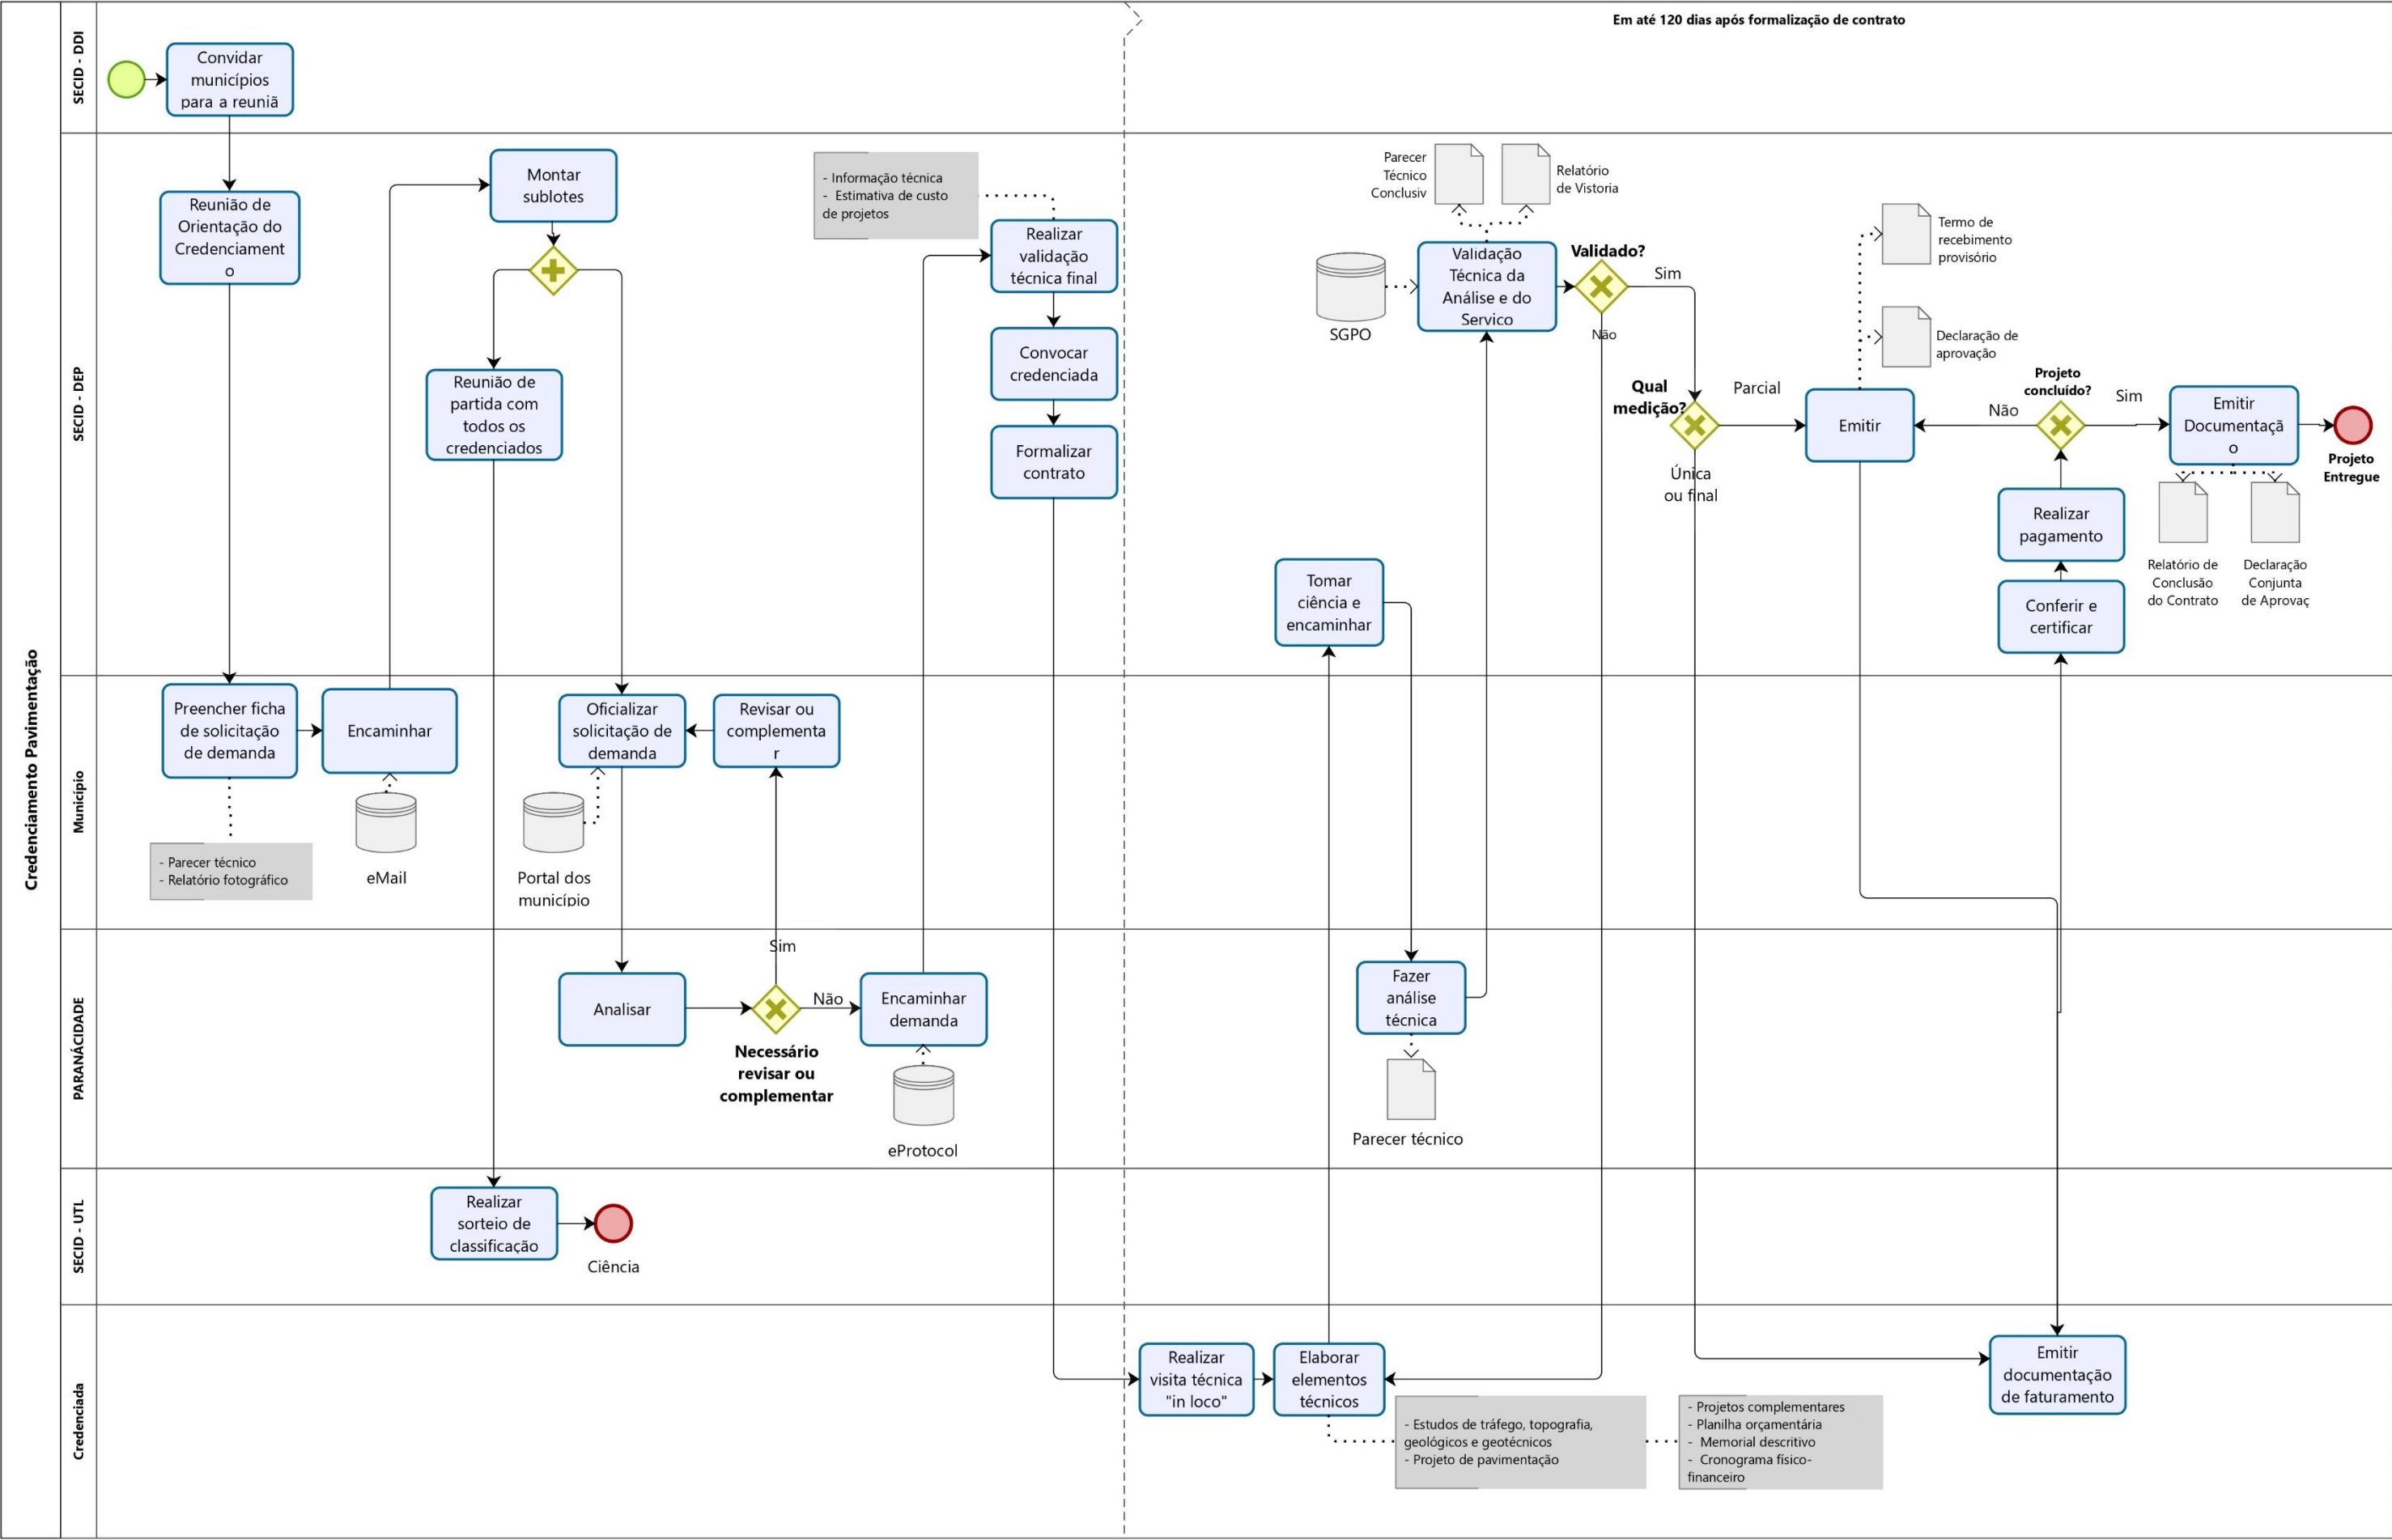 Credenciamento Pavimentação
SECID - DDI
Em até 120 dias após formalização de contrato
Convidar
municípios
para a reuniã
SECID - DEP
Reunião de
Orientação do
Credenciament
o
Montar
sublotes
Reunião de
partida com
todos os
credenciados
- Informação técnica
- Estimativa de custo
de projetos
Realizar
validação
técnica final
Convocar
credenciada
Formalizar
contrato
Parecer
Técnico
Conclusiv
Relatório
de Vistoria
SGPO
Validação
Técnica da
Análise e do
Serviço
Validado?
Sim
Não
Qual
medição?
Parcial
Única
ou final
Tomar
ciência e
encaminhar
Termo de
recebimento
provisório
Declaração de
aprovação
Emitir
Projeto
concluído?
Não
Sim
Emitir
Documentaçã
o
Projeto
Entregue
Realizar
pagamento
Conferir e
certificar
Relatório de
Conclusão
do Contrato
Declaração
Conjunta
de Aprovaç
Município
Preencher ficha
de solicitação
de demanda
Encaminhar
- Parecer técnico
- Relatório fotográfico
eMail
Oficializar
solicitação de
demanda
Revisar ou
complementa
r
Portal dos
município
PARANÁCIDADE
Analisar
Sim
Não
Necessário
revisar ou
complementar
Encaminhar
demanda
eProtocol
Fazer
análise
técnica
Parecer técnico
SECID - UTL
Realizar
sorteio de
classificação
Ciência
Credenciada
Realizar
visita técnica
"in loco"
Elaborar
elementos
técnicos
- Estudos de tráfego, topografia,
geológicos e geotécnicos
- Projeto de pavimentação
- Projetos complementares
- Planilha orçamentária
- Memorial descritivo
- Cronograma físico-
financeiro
Emitir
documentação
de faturamento